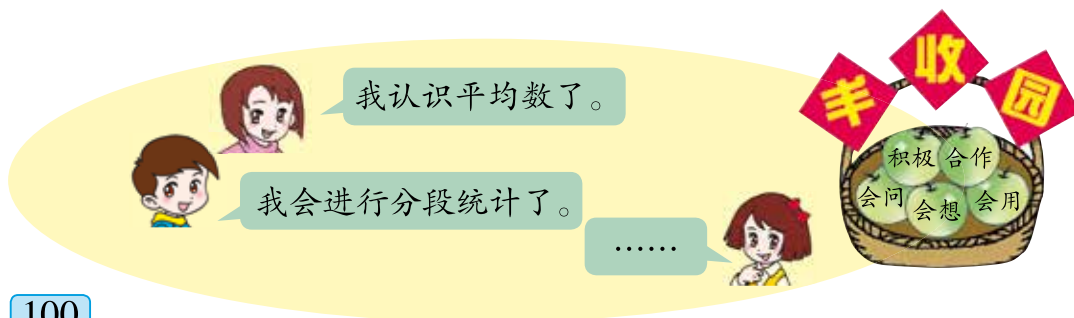 丰收园
我认识平均数了。
积极 合作
会问 会想 会用
我会进行分段统计了。
……
100